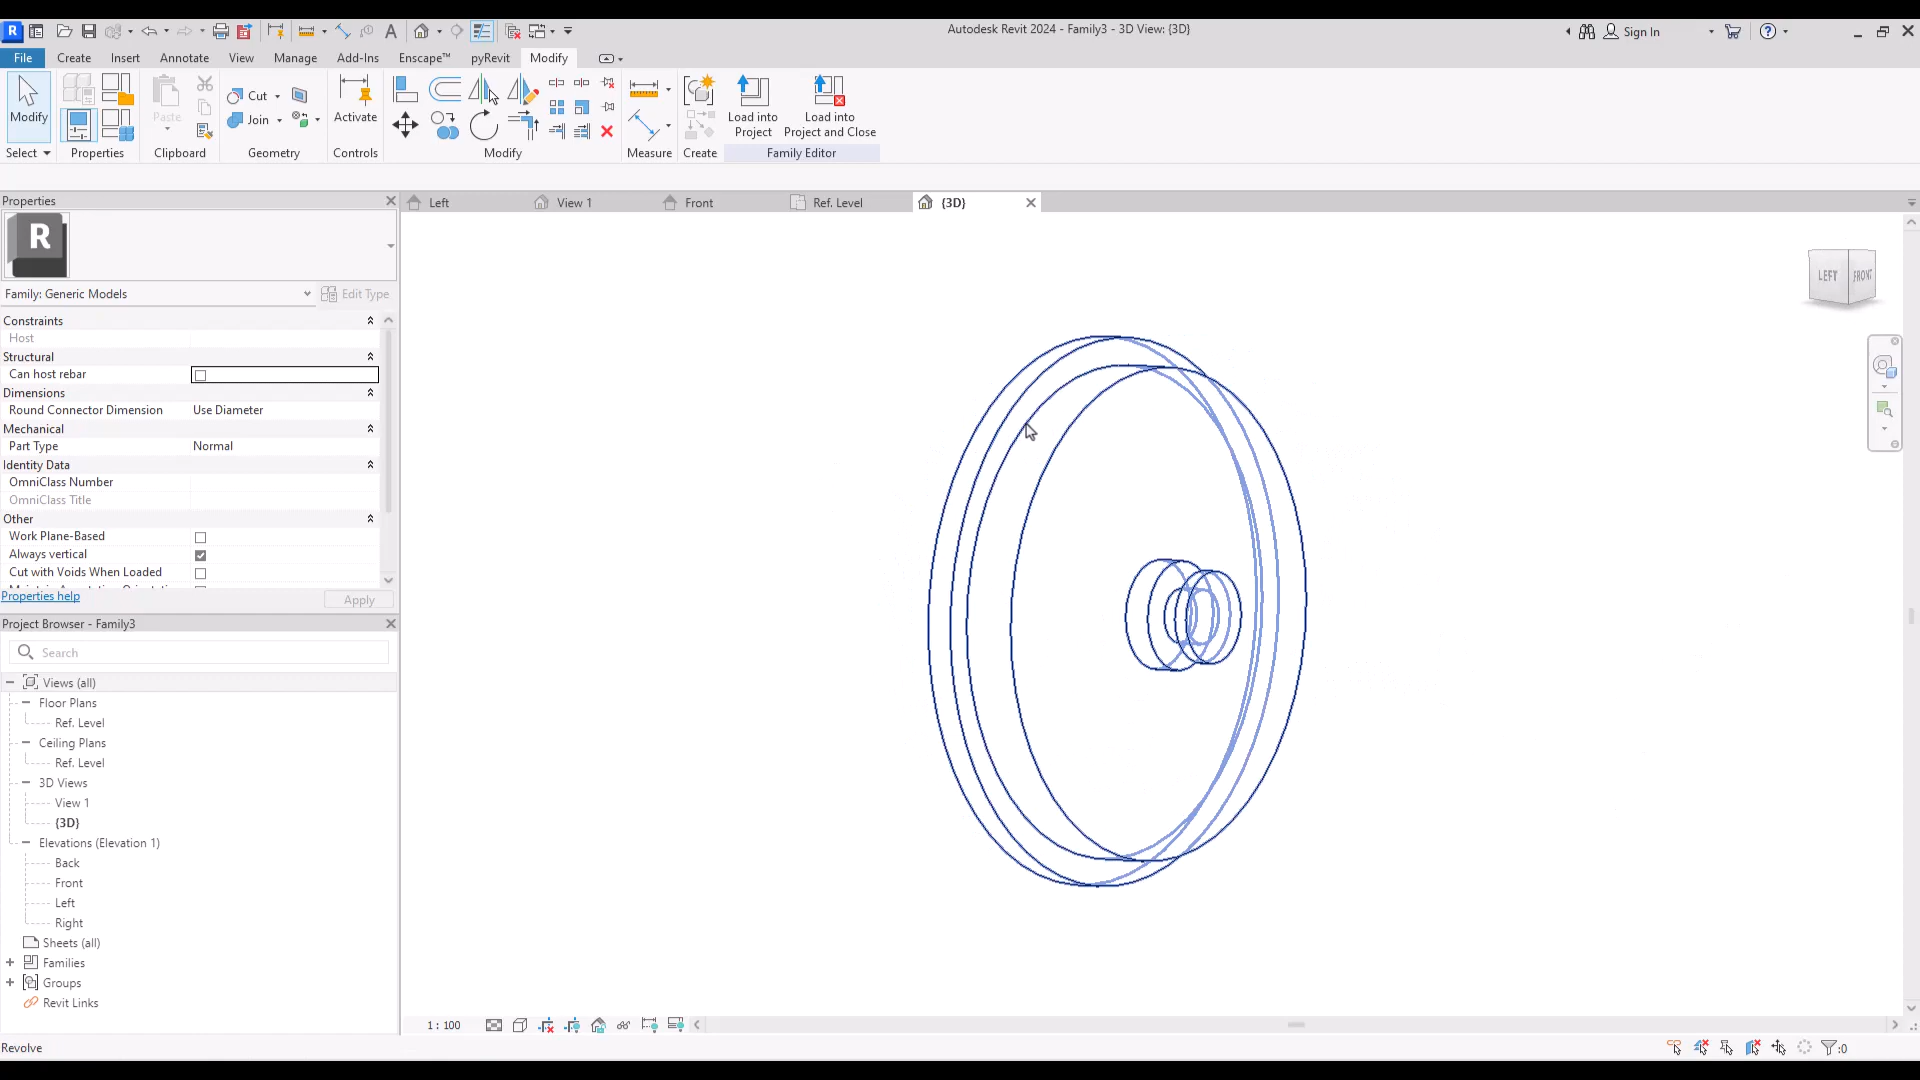 Autodesk Revit 2024 - Family3 - 3D View: {3D}
Sign In
File Create Insert Annotate View Manage Add-Ins Enscape™ pyRevit Modify
Modify
Paste
Cut
Join
Activate
Load into Project
Load into Project and Close
Select Properties Clipboard Geometry Controls Modify Measure Create Family Editor
Properties
R
Family: Generic Models
Edit Type
Constraints
Host
Structural
Can host rebar
Dimensions
Round Connector Dimension Use Diameter
Mechanical
Part Type Normal
Identity Data
OmniClass Number
OmniClass Title
Other
Work Plane-Based
Always vertical
Cut with Voids When Loaded
Properties help
Apply
Project Browser - Family3
Search
Views (all)
Floor Plans
Ref. Level
Ceiling Plans
Ref. Level
3D Views
View 1
{3D}
Elevations (Elevation 1)
Back
Front
Left
Right
Sheets (all)
Families
Groups
Revit Links
Left View 1 Front Ref. Level {3D}
LEFT FRONT
1 : 100
Revolve
:0